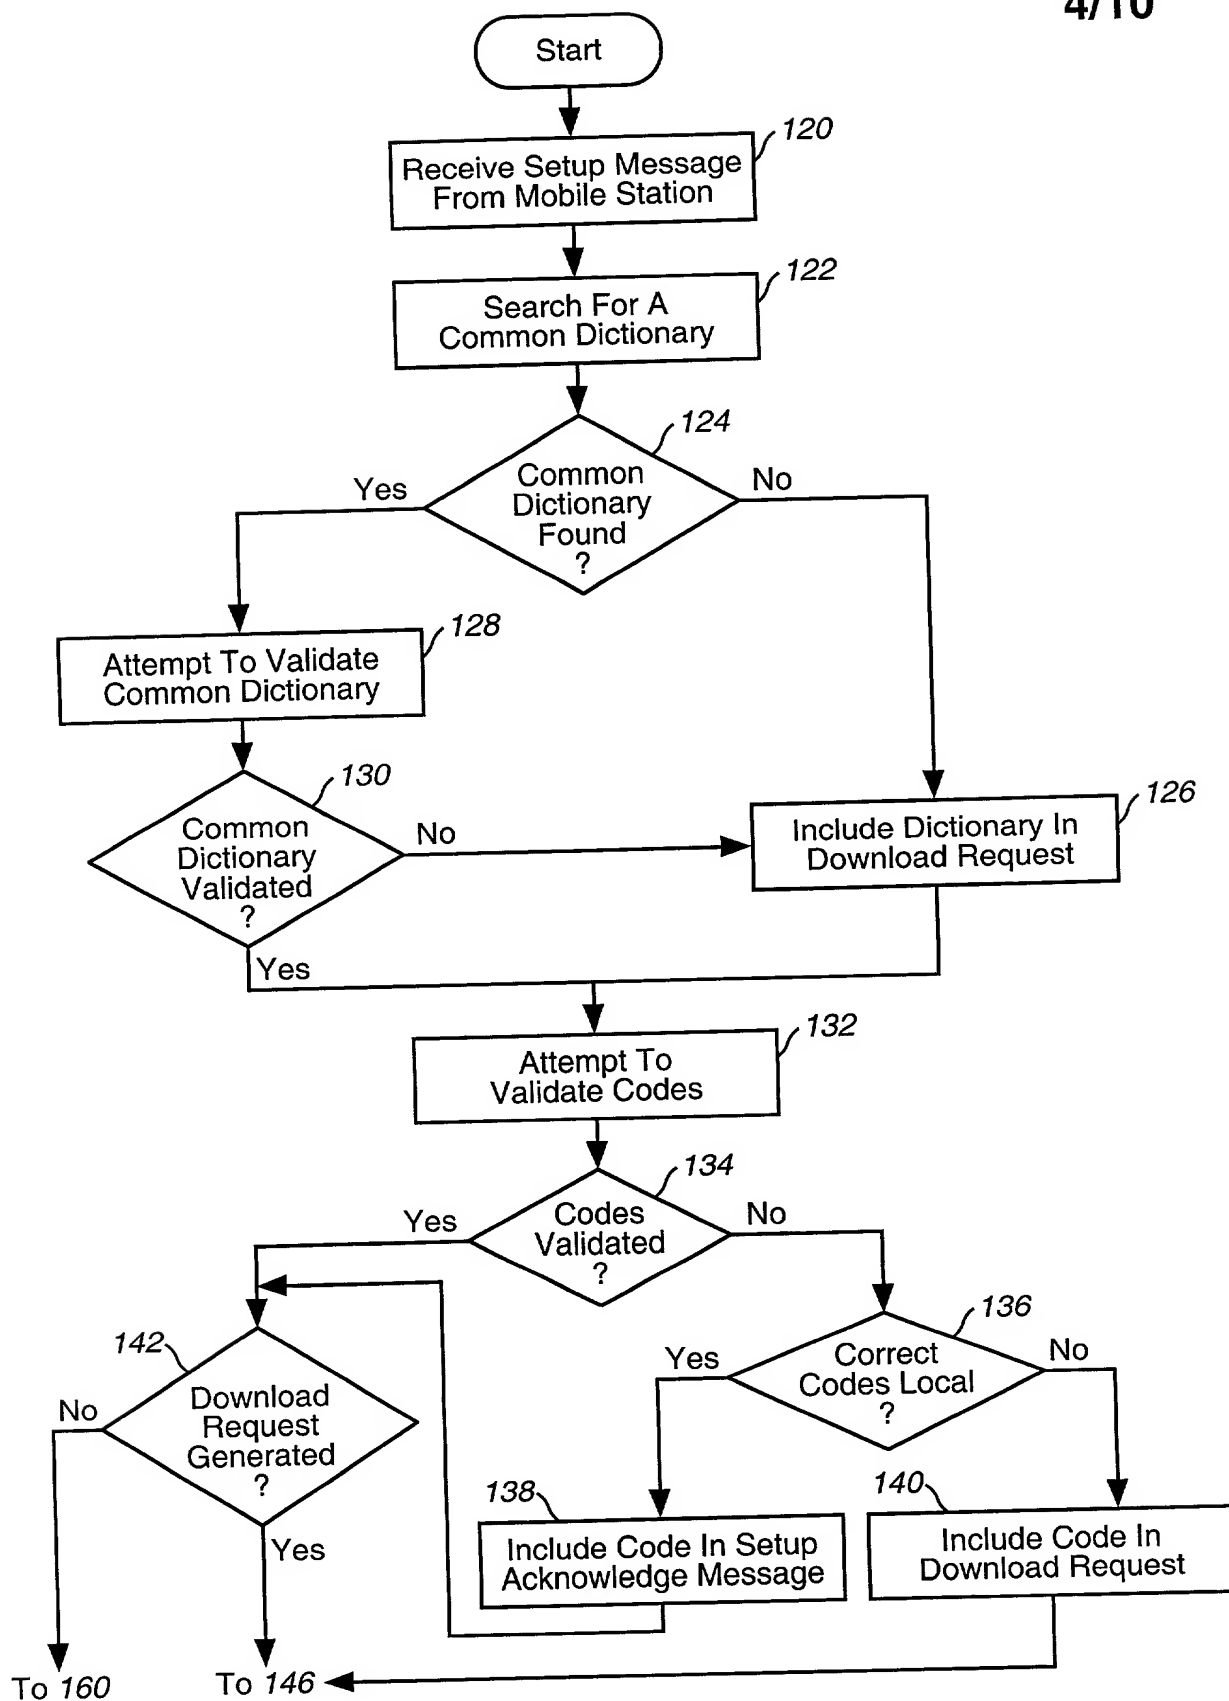 4/10
Start
120
Receive Setup Message
From Mobile Station
122
Search For A
Common Dictionary
124
Common
Dictionary
Found
?
Yes
No
128
Attempt To Validate
Common Dictionary
130
Common
Dictionary
Validated
?
No
Yes
126
Include Dictionary In
Download Request
132
Attempt To
Validate Codes
134
Codes
Validated
?
Yes
No
136
Correct
Codes Local
?
Yes
No
142
Download
Request
Generated
?
No
Yes
138
Include Code In Setup
Acknowledge Message
140
Include Code In
Download Request
To 160
To 146